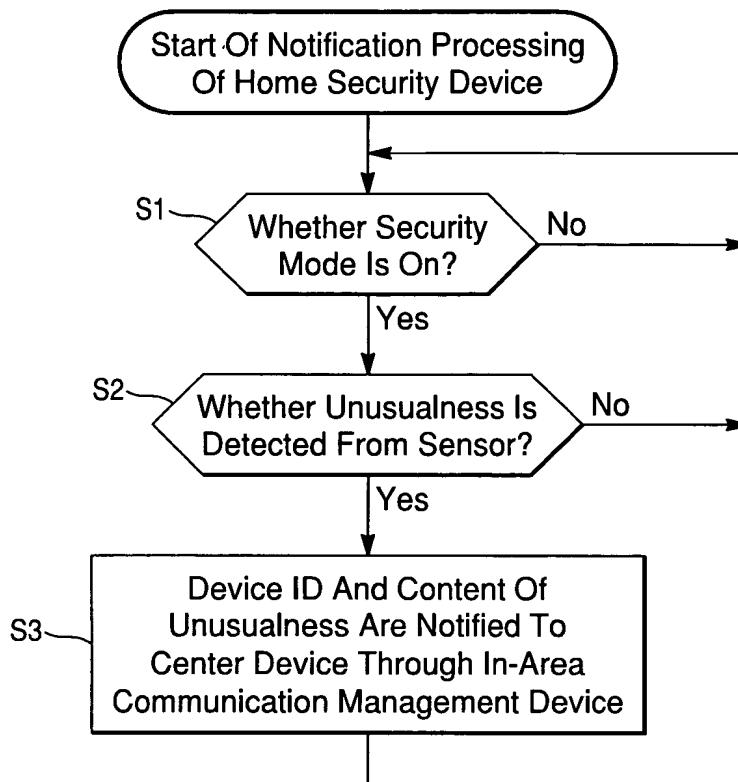 Start Of Notification Processing
Of Home Security Device
S1
Whether Security
Mode Is On?
No
Yes
S2
Whether Unusualness Is
Detected From Sensor?
No
Yes
S3
Device ID And Content Of
Unusualness Are Notified To
Center Device Through In-Area
Communication Management Device